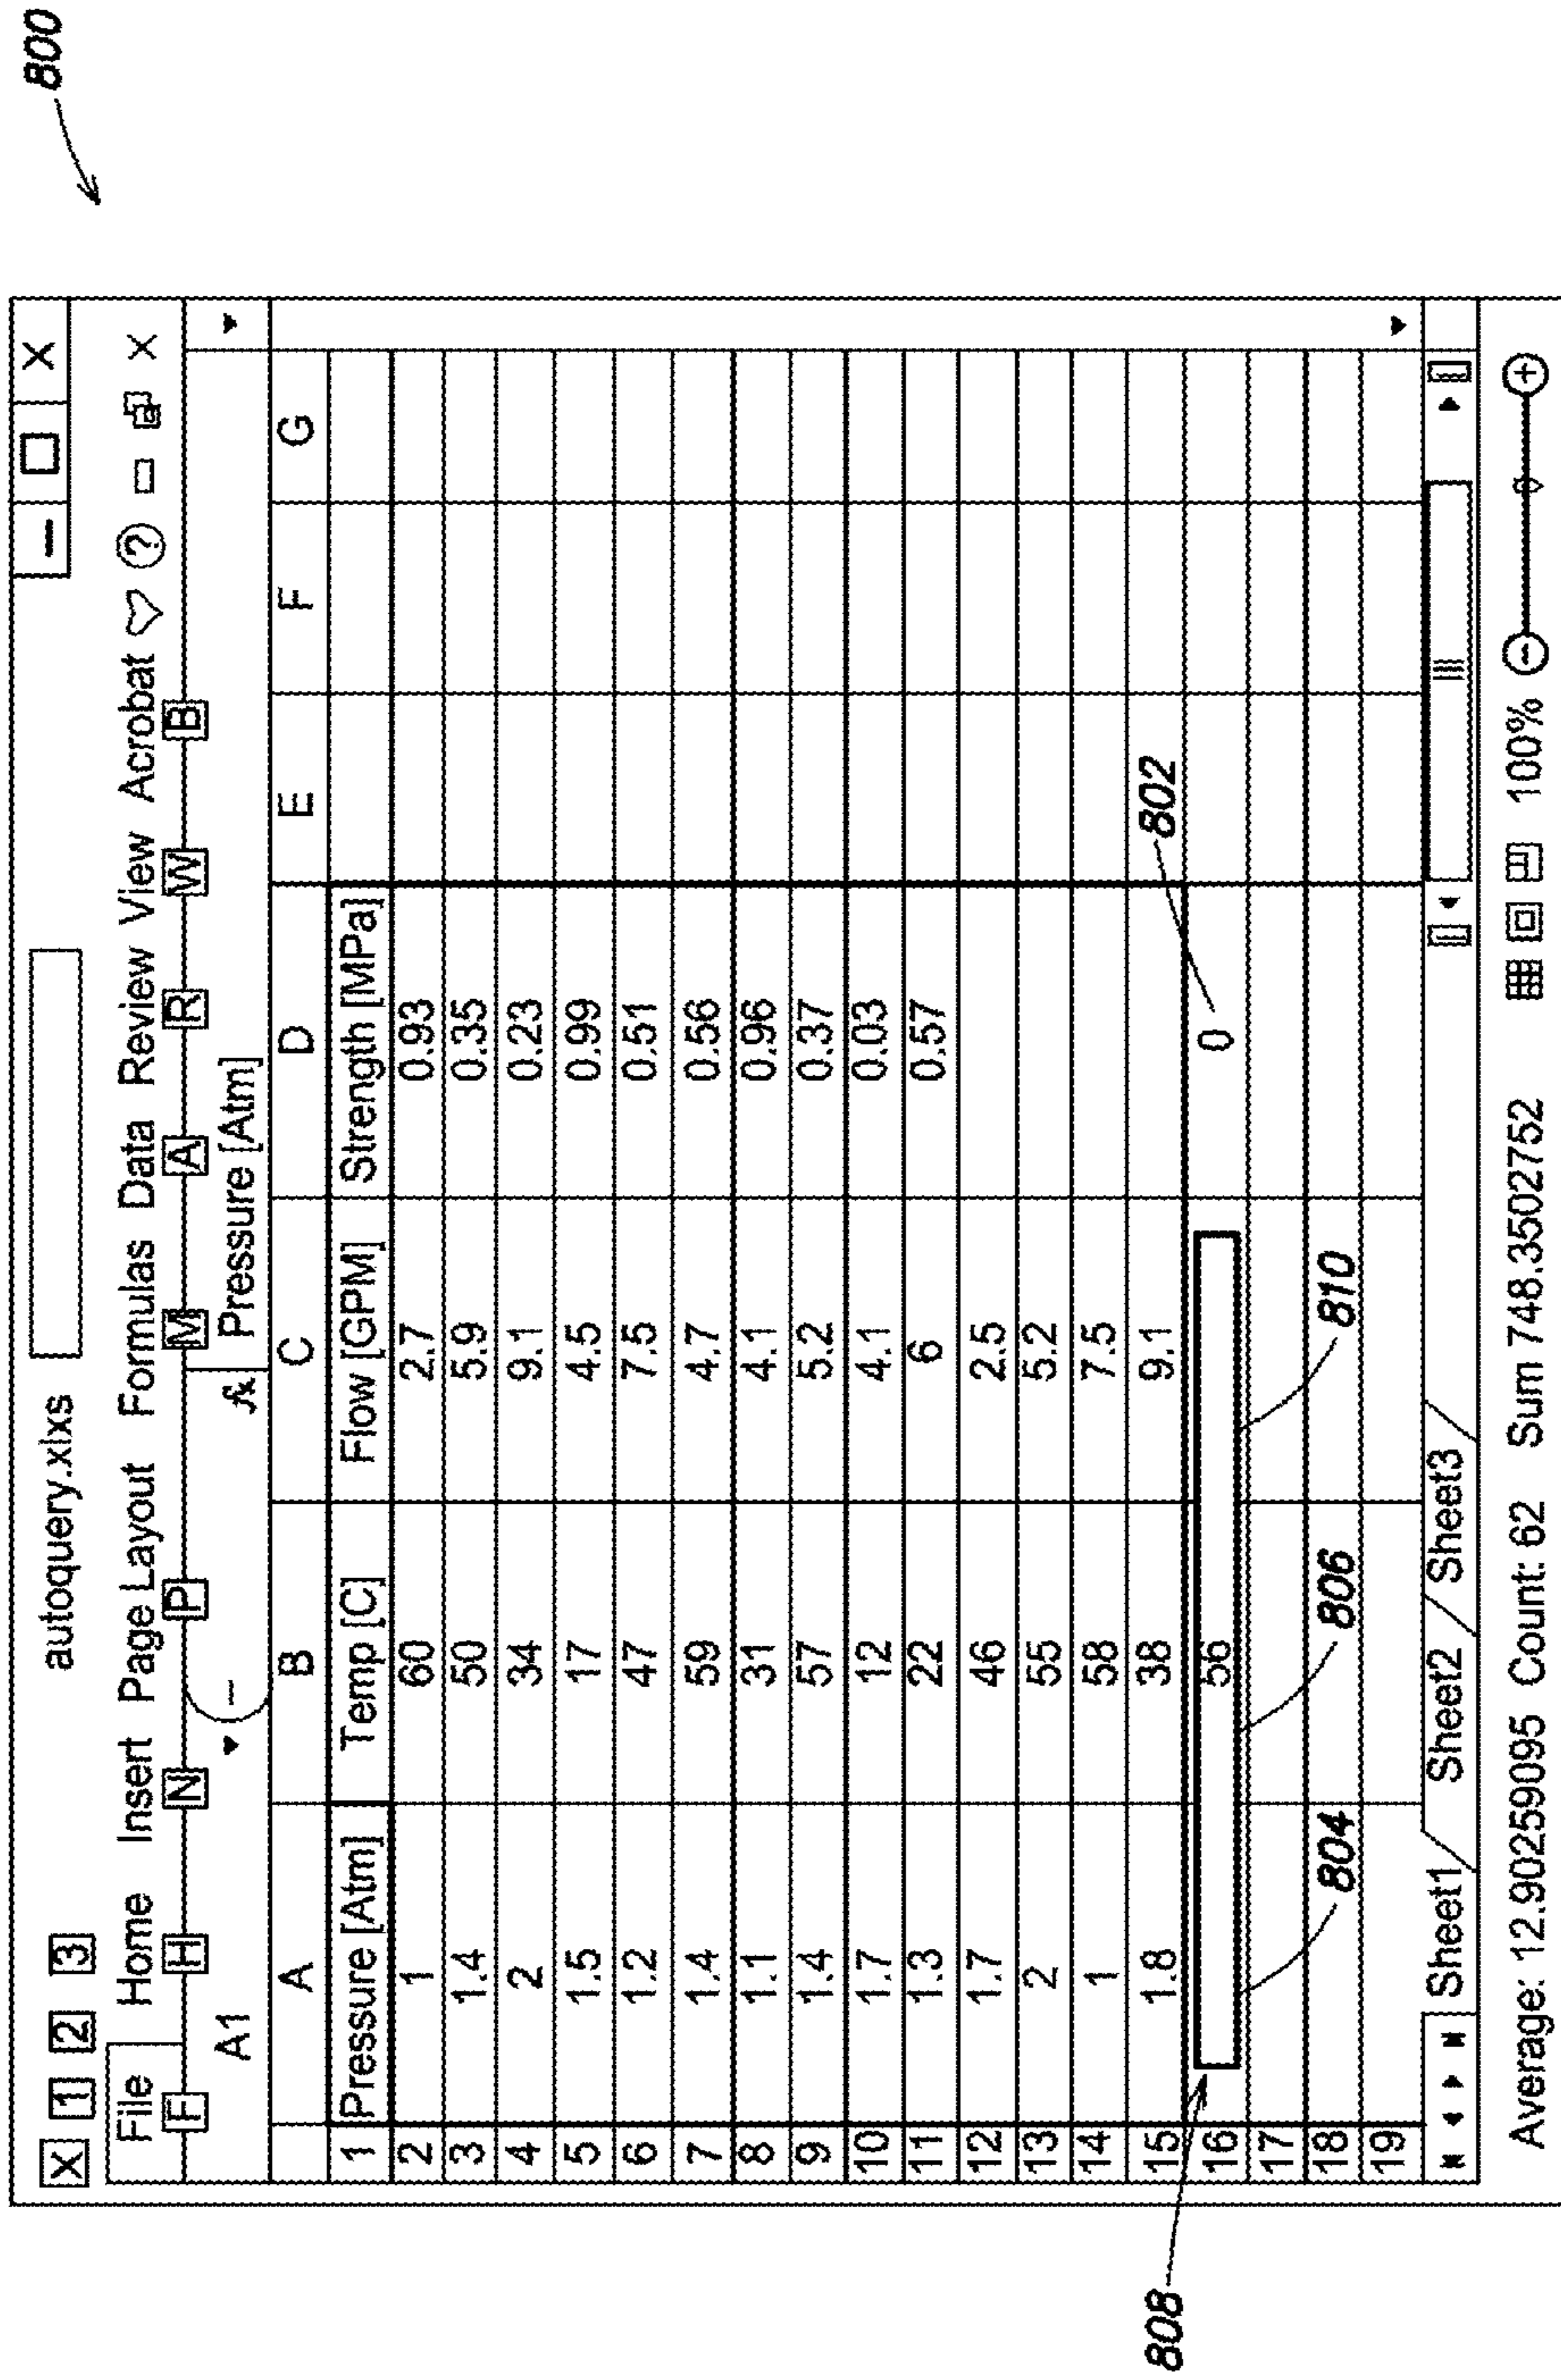 800
autoquery.xlxs
X 1 2 3
File Home Insert Page Layout Formulas Data Review View Acrobat ?
F H N P M A R W B
A1 fx Pressure [Atm]
A B C D E F G
1 Pressure [Atm] Temp [C] Flow [GPM] Strength [MPa]
2 1 60 2.7 0.93
3 1.4 50 5.9 0.35
4 2 34 9.1 0.23
5 1.5 17 4.5 0.99
6 1.2 47 7.5 0.51
7 1.4 59 4.7 0.56
8 1.1 31 4.1 0.96
9 1.4 57 5.2 0.37
10 1.7 12 4.1 0.03
11 1.3 22 6 0.57
12 1.7 46 2.5
13 2 55 5.2
14 1 58 7.5
15 1.8 38 9.1
802
808
16 56 0
17
18 804 806 810
19
Sheet1 Sheet2 Sheet3
Average: 12.90259095 Count: 62 Sum 748.3502752 100%